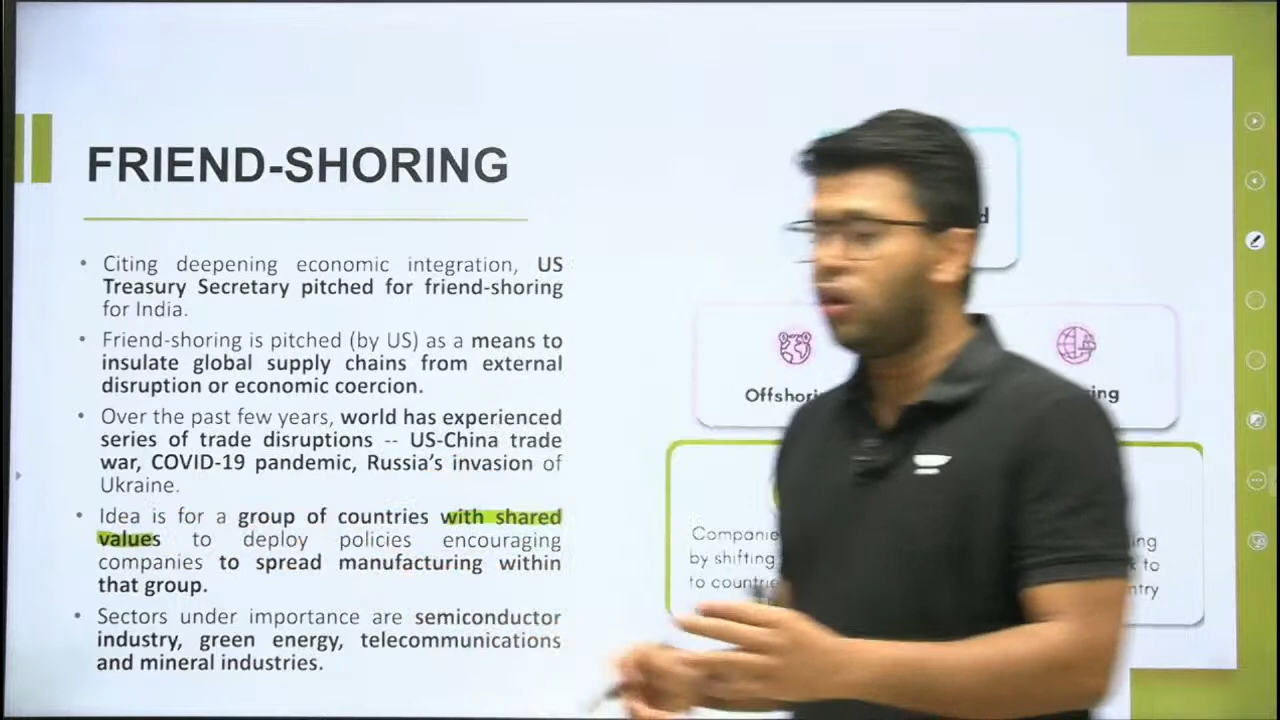 FRIEND-SHORING
• Citing deepening economic integration, US
Treasury Secretary pitched for friend-shoring
for India.
• Friend-shoring is pitched (by US) as a means to
insulate global supply chains from external
disruption or economic coercion.
• Over the past few years, world has experienced
series of trade disruptions -- US-China trade
war, COVID-19 pandemic, Russia's invasion of
Ukraine.
• Idea is for a group of countries with shared
values to deploy policies encouraging
companies to spread manufacturing within
that group.
• Sectors under importance are semiconductor
industry, green energy, telecommunications
and mineral industries.
by shifting
to